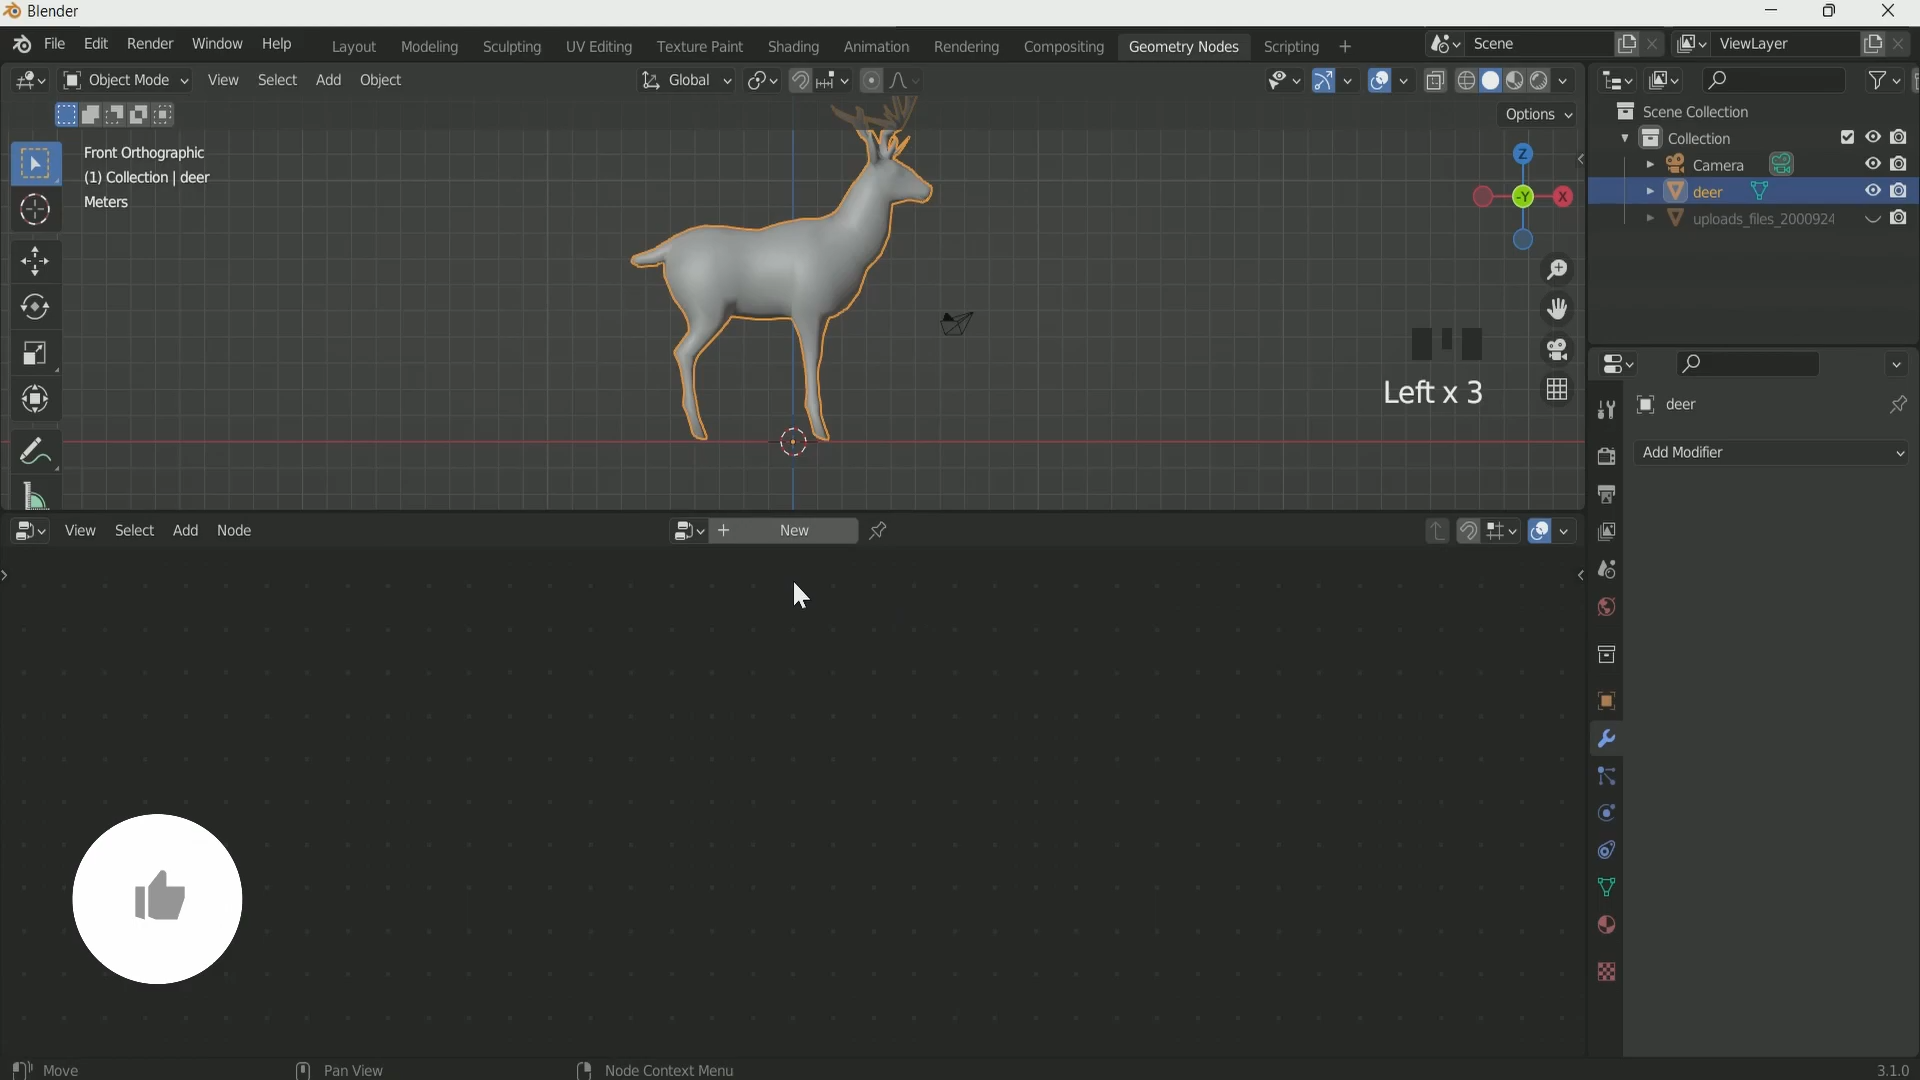 Blender
File Edit Render Window Help Layout Modeling Sculpting UV Editing Texture Paint Shading Animation Rendering Compositing Geometry Nodes Scripting + Scene ViewLayer
Object Mode View Select Add Object Global
Options
Front Orthographic
(1) Collection | deer
Meters
Z
-Y
X
Left x 3
Scene Collection
Collection
Camera
deer
uploads_files_2000924
deer
Add Modifier
View Select Add Node + New
Move Pan View Node Context Menu 3.1.0